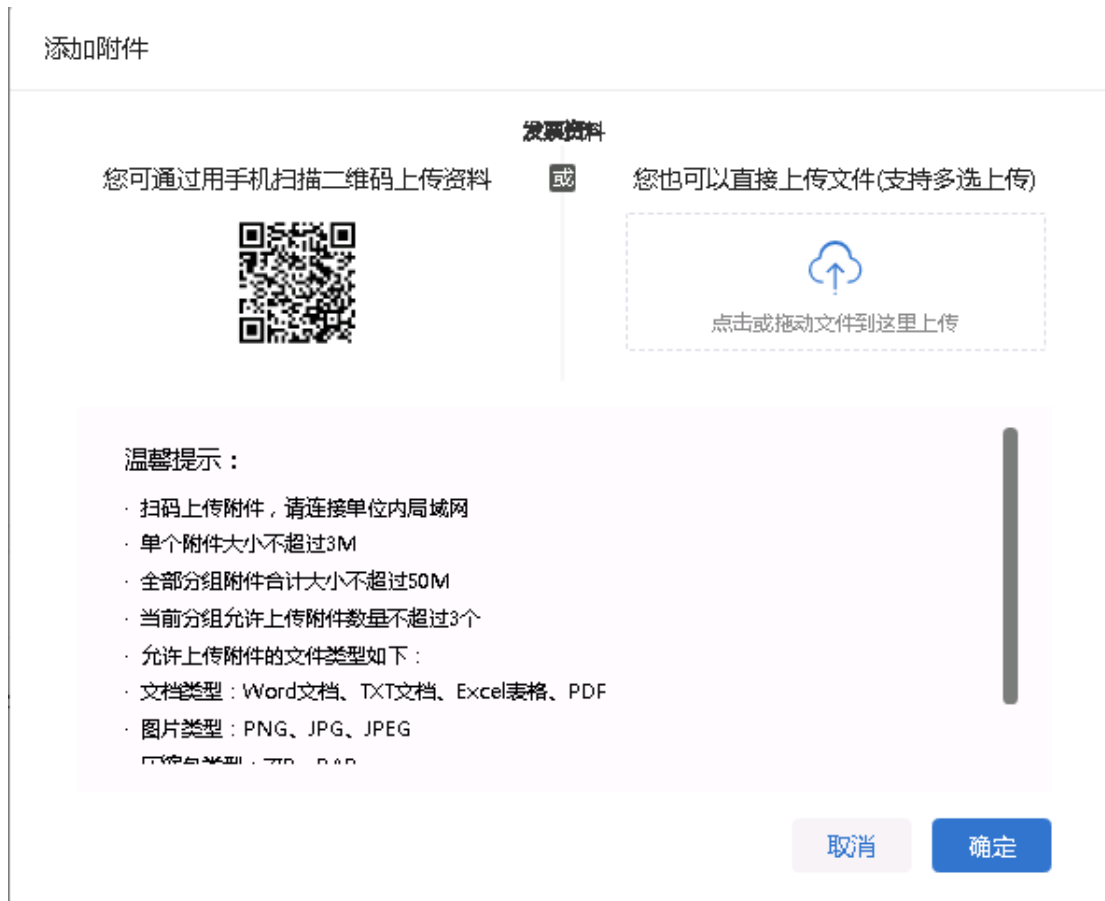 添加附件
发票资料
您可通过用手机扫描二维码上传资料
或
您也可以直接上传文件(支持多选上传)
点击或拖动文件到这里上传
温馨提示：
· 扫码上传附件，请连接单位内局域网
· 单个附件大小不超过3M
· 全部分组附件合计大小不超过50M
· 当前分组允许上传附件数量不超过3个
· 允许上传附件的文件类型如下：
· 文档类型：Word文档、TXT文档、Excel表格、PDF
· 图片类型：PNG、JPG、JPEG
· 压缩包类型：ZIP、RAR
取消
确定